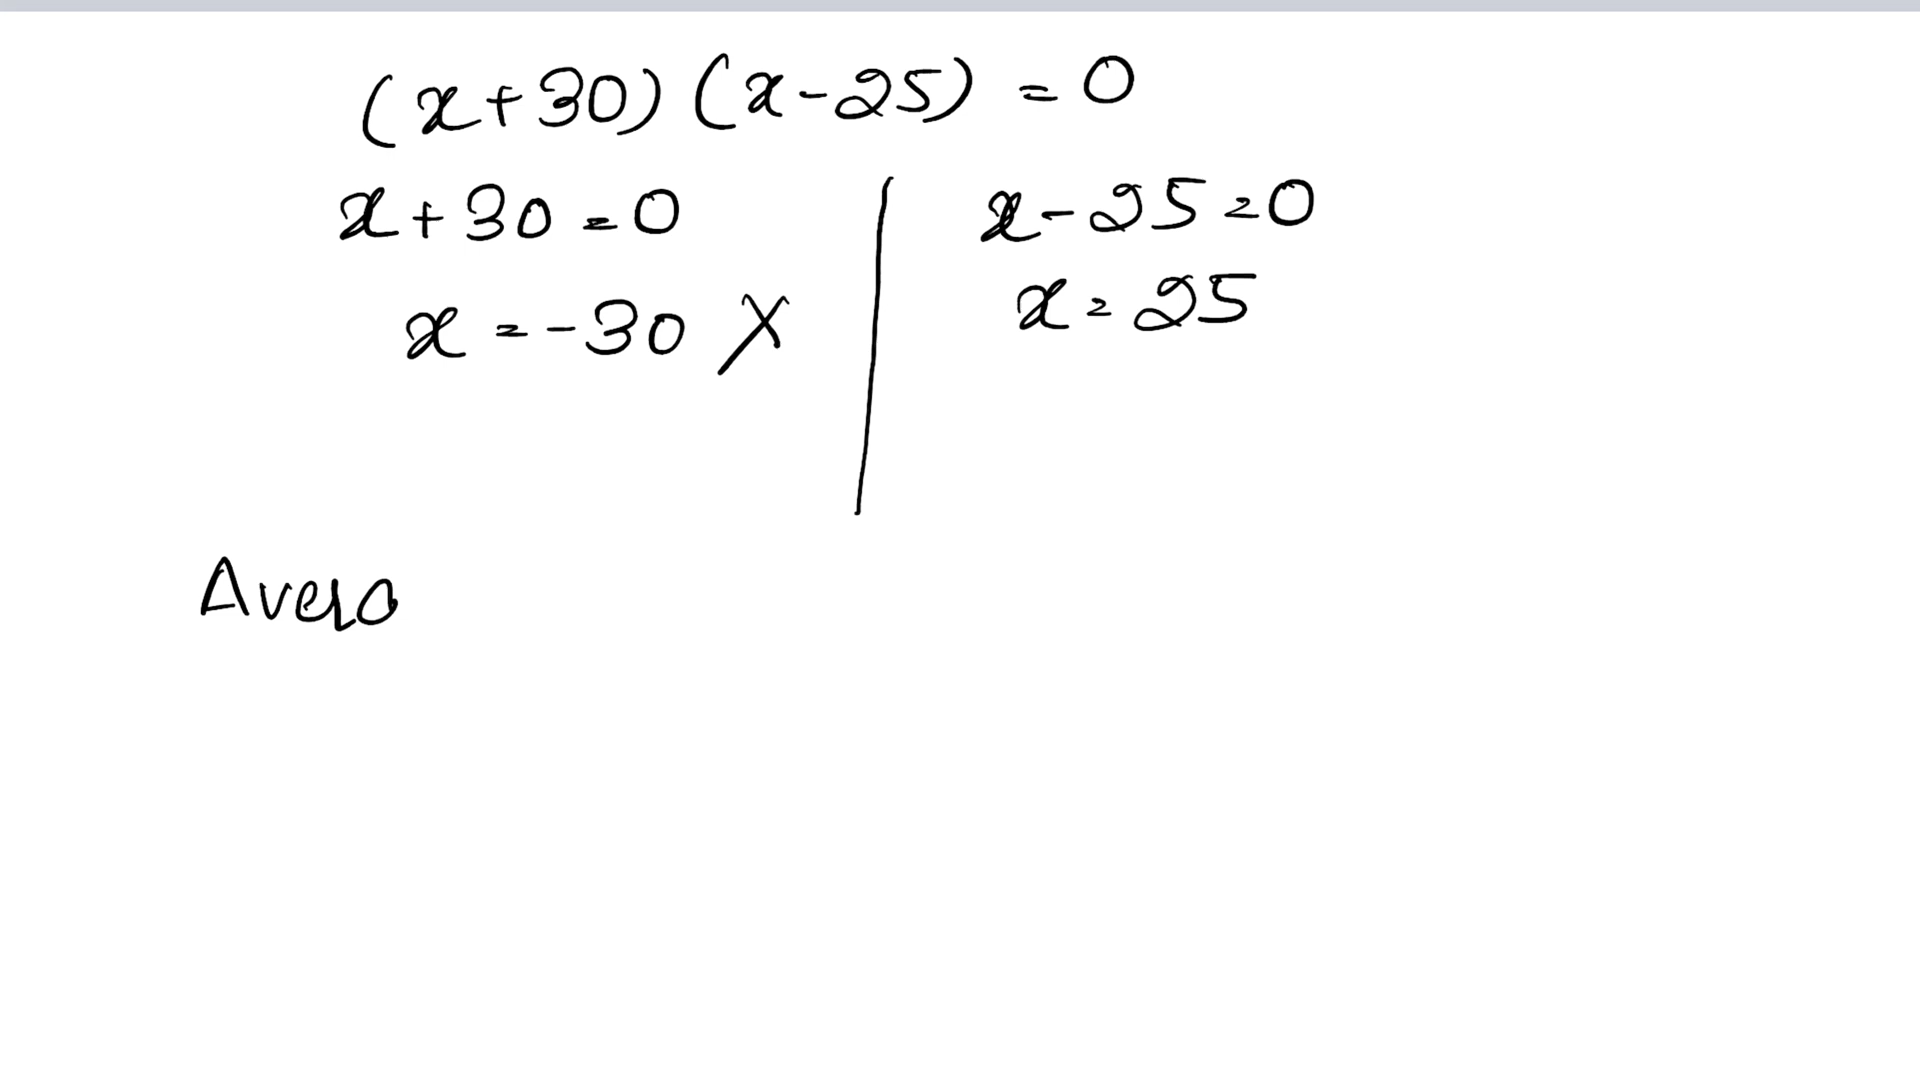 (x+30)(x-25) = 0
x+30=0
x=-30 X
x-25=0
x=25
Avera